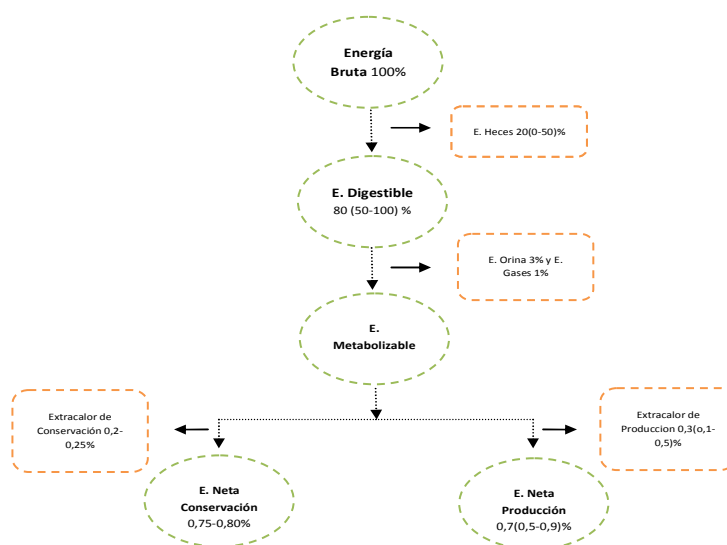 Energía
Bruta 100%
E. Heces 20(0-50)%
E. Digestible
80 (50-100) %
E. Orina 3% y E.
Gases 1%
E.
Metabolizable
Extracalor de
Conservación 0,2-
0,25%
Extracalor de
Produccion 0,3(o,1-
0,5)%
E. Neta
Conservación
0,75-0,80%
E. Neta
Producción
0,7(0,5-0,9)%